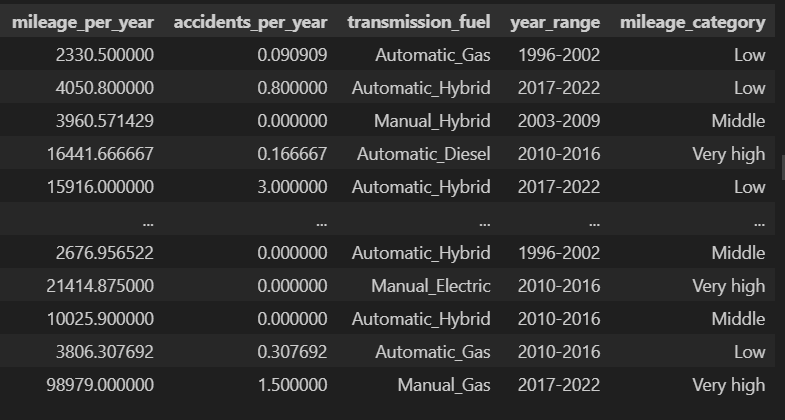 mileage_per_year accidents_per_year transmission_fuel year_range mileage_category
2330.500000 0.090909 Automatic_Gas 1996-2002 Low
4050.800000 0.800000 Automatic_Hybrid 2017-2022 Low
3960.571429 0.000000 Manual_Hybrid 2003-2009 Middle
16441.666667 0.166667 Automatic_Diesel 2010-2016 Very high
15916.000000 3.000000 Automatic_Hybrid 2017-2022 Low
... ... ... ... ...
2676.956522 0.000000 Automatic_Hybrid 1996-2002 Middle
21414.875000 0.000000 Manual_Electric 2010-2016 Very high
10025.900000 0.000000 Automatic_Hybrid 2010-2016 Middle
3806.307692 0.307692 Automatic_Gas 2010-2016 Low
98979.000000 1.500000 Manual_Gas 2017-2022 Very high